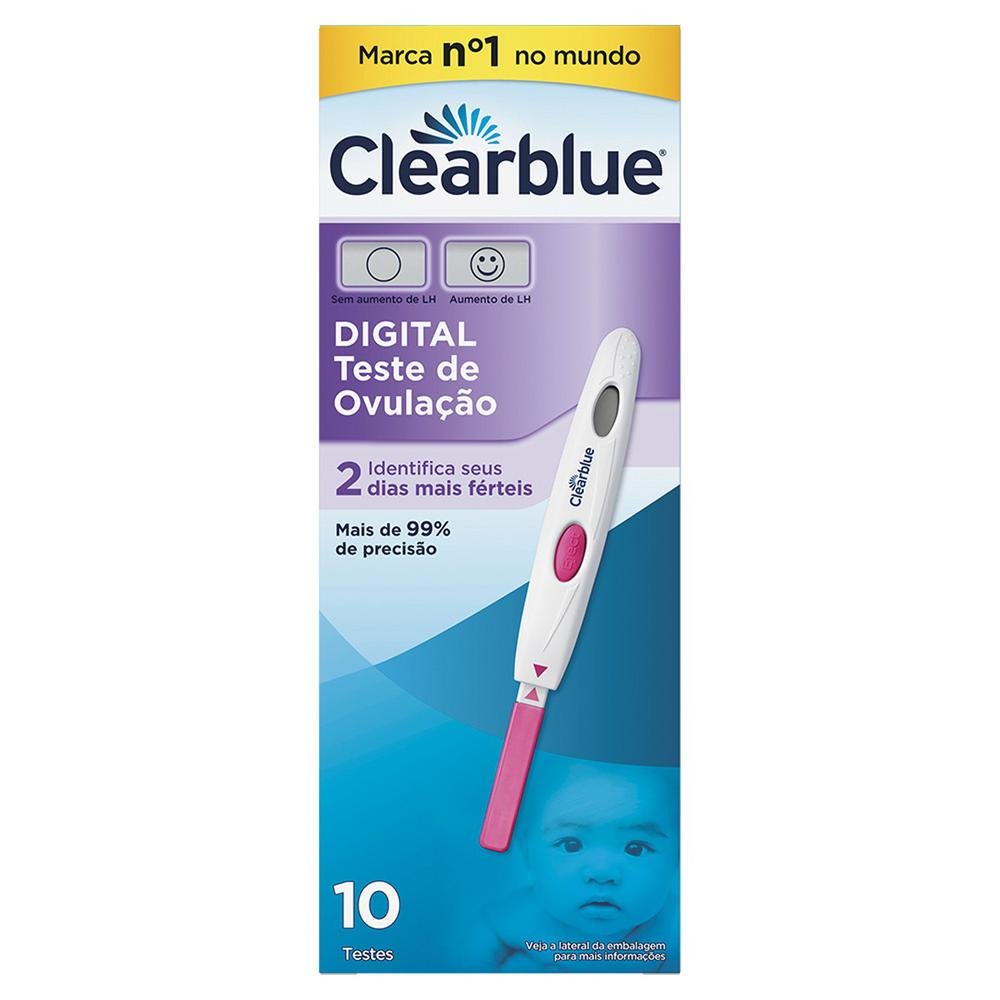 Marca nº1 no mundo
Clearblue®
Sem aumento de LH
Aumento de LH
DIGITAL
Teste de
Ovulação
2 Identifica seus
dias mais férteis
Mais de 99%
de precisão
Clearblue
Eject
10
Testes
Veja a lateral da embalagem
para mais informações